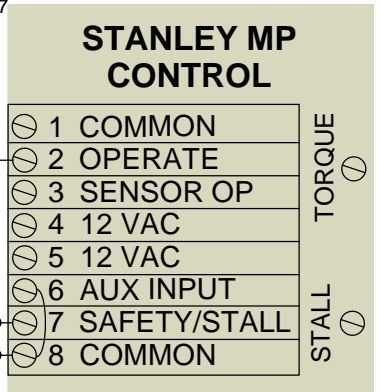 7
STANLEY MP
CONTROL
1 COMMON
2 OPERATE
3 SENSOR OP
4 12 VAC
5 12 VAC
6 AUX INPUT
7 SAFETY/STALL
8 COMMON
TORQUE
STALL